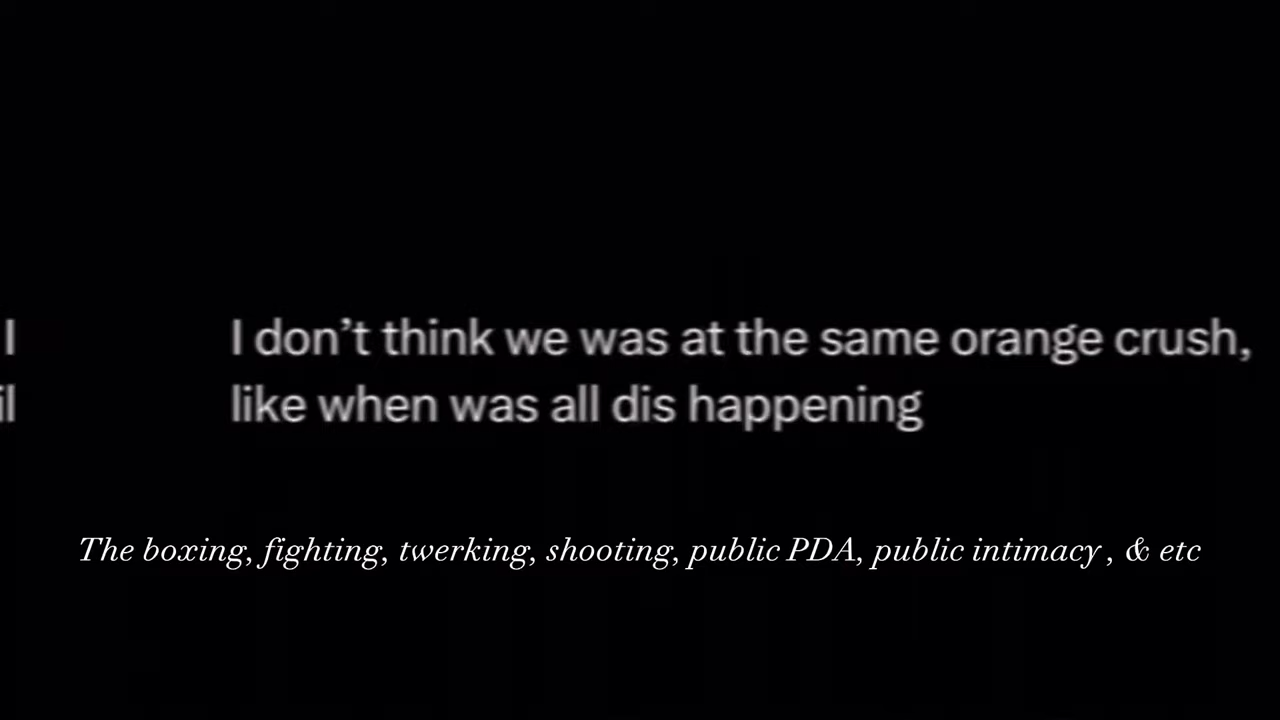 I
I don’t think we was at the same orange crush,
il
like when was all dis happening
The boxing, fighting, twerking, shooting, public PDA, public intimacy , & etc